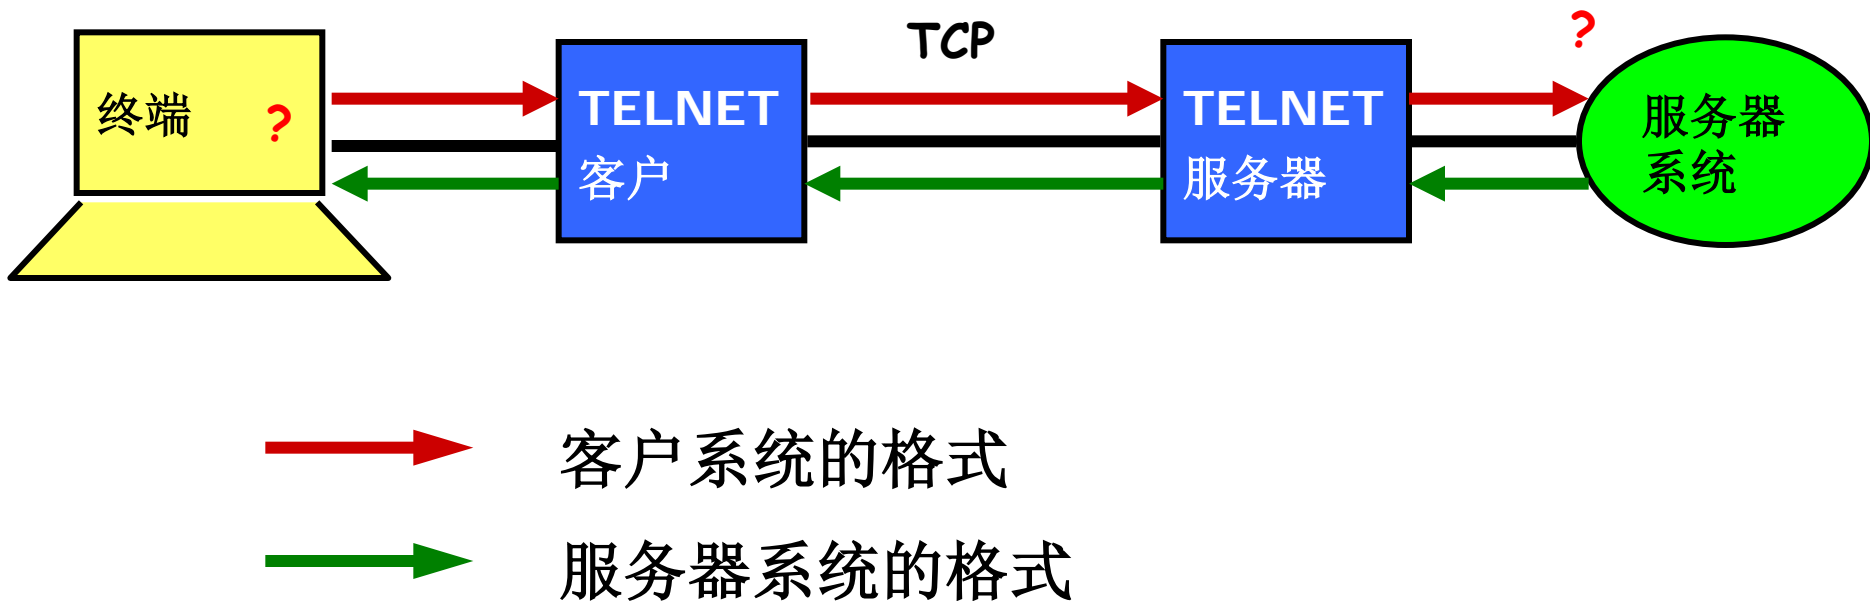 TCP
?
终端
?
TELNET
客户
TELNET
服务器
服务器
系统
客户系统的格式
服务器系统的格式